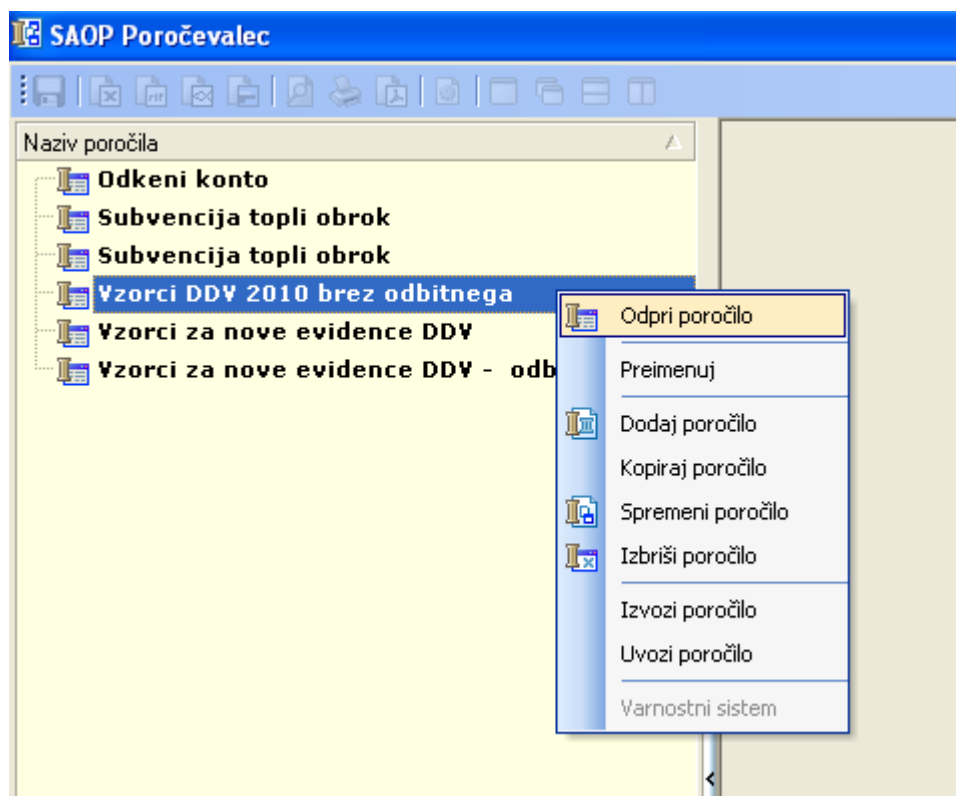 SAOP Poročevalec
Naziv poročila
Odkeni konto
Subvencija topli obrok
Subvencija topli obrok
Vzorci DDV 2010 brez odbitnega
Vzorci za nove evidence DDV
Vzorci za nove evidence DDV - odb
Odpri poročilo
Preimenuj
Dodaj poročilo
Kopiraj poročilo
Spremeni poročilo
Izbriši poročilo
Izvozi poročilo
Uvozi poročilo
Varnostni sistem